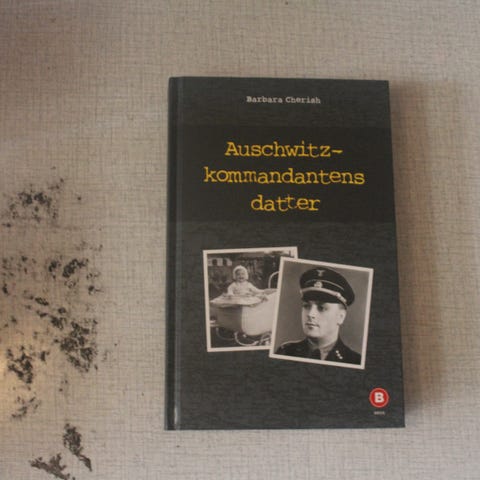 Barbara Cherish
Auschwitz-
kommandantens
datter
B